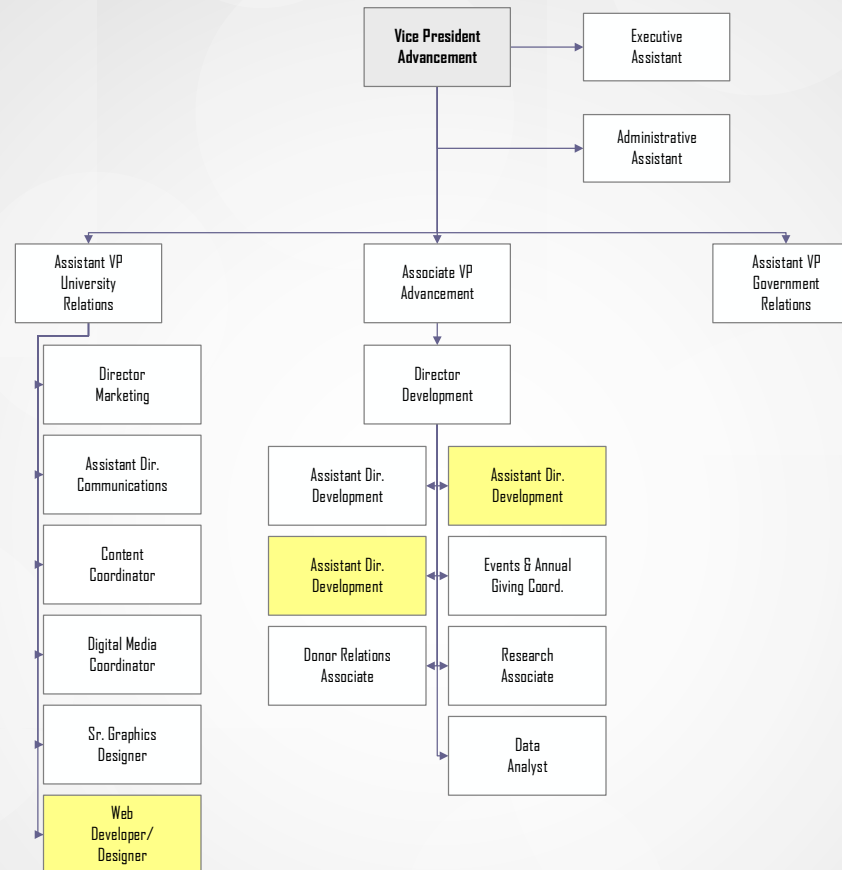 Vice President
Advancement
Executive
Assistant
Administrative
Assistant
Assistant VP
University
Relations
Associate VP
Advancement
Assistant VP
Government
Relations
Director
Marketing
Director
Development
Assistant Dir.
Communications
Assistant Dir.
Development
Assistant Dir.
Development
Content
Coordinator
Assistant Dir.
Development
Events & Annual
Giving Coord.
Digital Media
Coordinator
Donor Relations
Associate
Research
Associate
Sr. Graphics
Designer
Data
Analyst
Web
Developer/
Designer